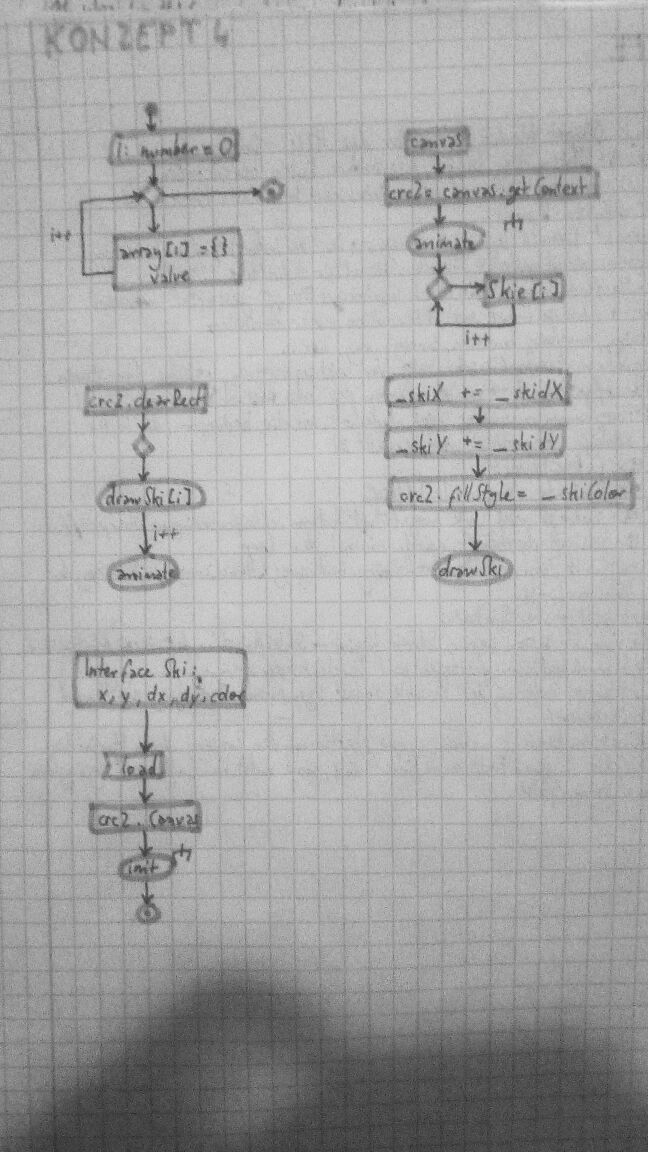 KONZEPT 4
i: number = 0
i++
array[i] = {}
value
canvas
crc2 = canvas.getContext
animate
Skie[i]
i++
crc2.clearRect
drawSki[i]
i++
animate
_skiX += _skidX
_skiY += _skidY
crc2.fillStyle = _skiColor
drawSki
Interface Ski:
x, y, dx, dy, color
load
crc2.Canvas
init